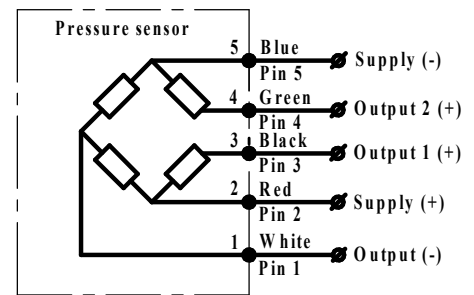 Pressure sensor
5 Blue
Pin 5 Supply (-)
4 Green
Pin 4 Output 2 (+)
3 Black
Pin 3 Output 1 (+)
2 Red
Pin 2 Supply (+)
1 White
Pin 1 Output (-)